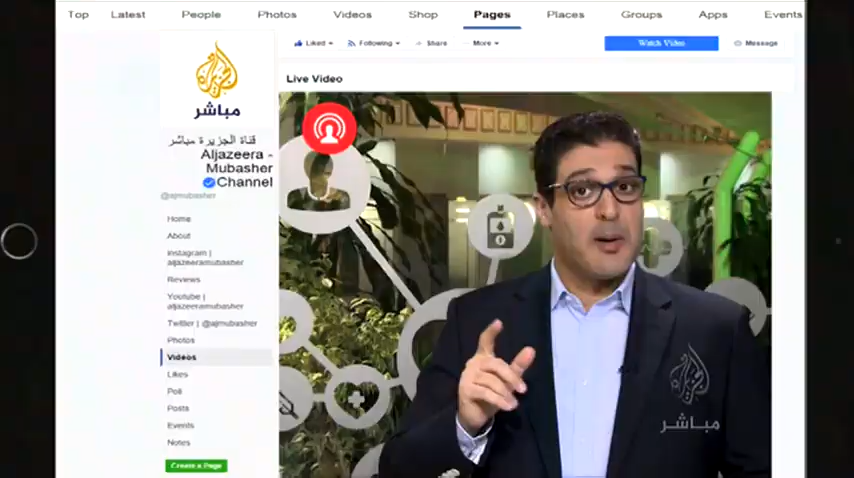 Top Latest People Photos Videos Shop Pages Places Groups Apps Events
Liked Following Share More Watch Video Message
Live Video
مباشر
قناة الجزيرة مباشر
Aljazeera -
Mubasher
Channel
@ajmubasher
Home
About
Instagram |
aljazeeramubasher
Reviews
Youtube |
aljazeeramubasher
Twitter | @ajmubasher
Photos
Videos
Likes
Poll
Posts
Events
Notes
Create a Page
مباشر